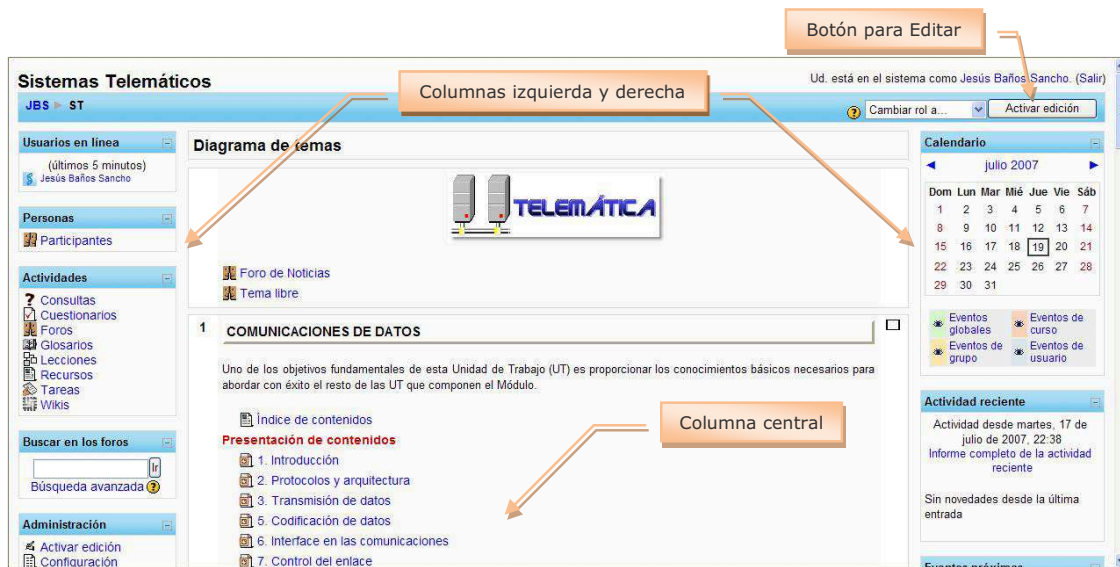 Botón para Editar
Sistemas Telemáticos
Ud. está en el sistema como Jesús Baños Sancho. (Salir)
Columnas izquierda y derecha
JBS ► ST
Cambiar rol a...
Activar edición
Usuarios en línea
(últimos 5 minutos)
Jesús Baños Sancho
Personas
Participantes
Actividades
Consultas
Cuestionarios
Foros
Glosarios
Lecciones
Recursos
Tareas
Wikis
Buscar en los foros
Ir
Búsqueda avanzada
Administración
Activar edición
Configuración
Diagrama de temas
TELEMÁTICA
Foro de Noticias
Tema libre
1 COMUNICACIONES DE DATOS
Uno de los objetivos fundamentales de esta Unidad de Trabajo (UT) es proporcionar los conocimientos básicos necesarios para
abordar con éxito el resto de las UT que componen el Módulo.
Índice de contenidos
Columna central
Presentación de contenidos
1. Introducción
2. Protocolos y arquitectura
3. Transmisión de datos
5. Codificación de datos
6. Interface en las comunicaciones
7. Control del enlace
Calendario
◄ julio 2007 ►
Dom Lun Mar Mié Jue Vie Sáb
1 2 3 4 5 6 7
8 9 10 11 12 13 14
15 16 17 18 19 20 21
22 23 24 25 26 27 28
29 30 31
Eventos globales
Eventos de curso
Eventos de grupo
Eventos de usuario
Actividad reciente
Actividad desde martes, 17 de
julio de 2007, 22:38
Informe completo de la actividad
reciente
Sin novedades desde la última
entrada
Eventos próximos